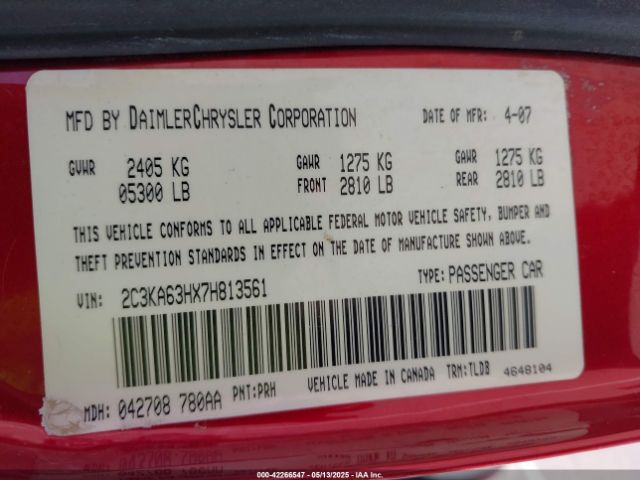 MFD BY DAIMLERCHRYSLER CORPORATION DATE OF MFR: 4-07
GVWR 2405 KG GAWR 1275 KG GAWR 1275 KG
05300 LB FRONT 2810 LB REAR 2810 LB
THIS VEHICLE CONFORMS TO ALL APPLICABLE FEDERAL MOTOR VEHICLE SAFETY, BUMPER AND
THEFT PREVENTION STANDARDS IN EFFECT ON THE DATE OF MANUFACTURE SHOWN ABOVE.
VIN: 2C3KA63HX7H813561 TYPE: PASSENGER CAR
MDH: 042708 780AA PNT:PRH VEHICLE MADE IN CANADA TRM:TLDB 4648104
000-42266547 - 05/13/2025 - IAAI.COM